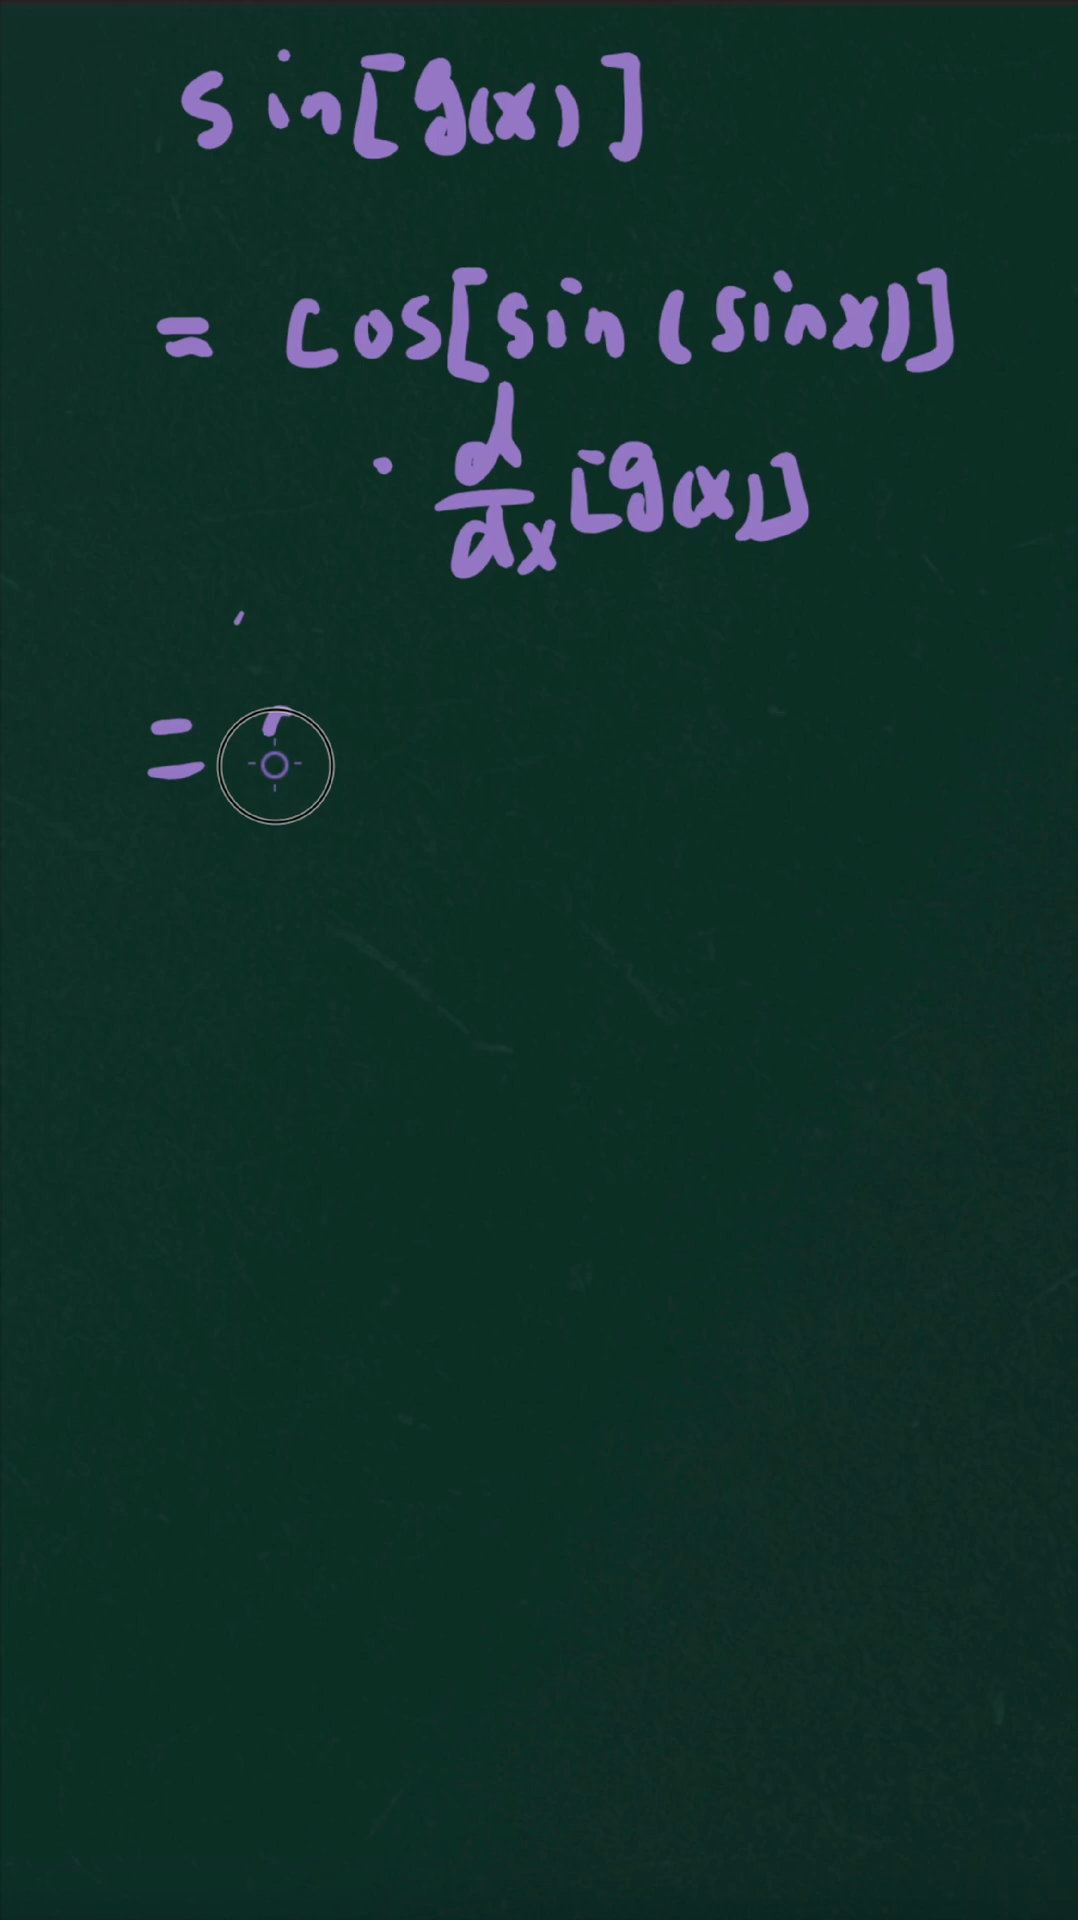 sin[g(x)]
= cos[sin(sinx)]
· d/dx [g(x)]
=